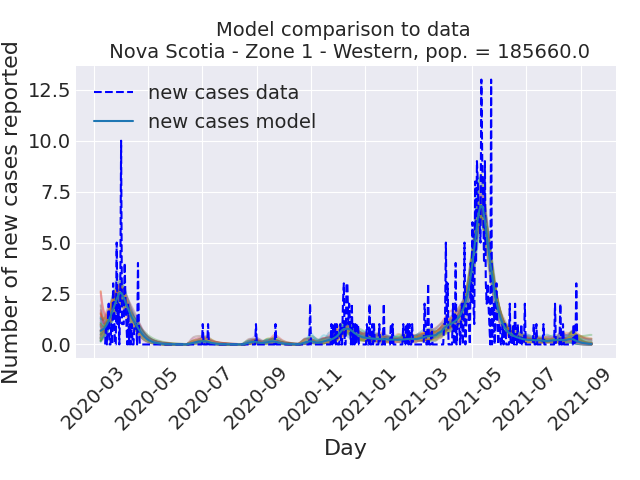 Model comparison to data
Nova Scotia - Zone 1 - Western, pop. = 185660.0
Number of new cases reported
12.5
10.0
7.5
5.0
2.5
0.0
new cases data
new cases model
2020-03
2020-05
2020-07
2020-09
2020-11
2021-01
2021-03
2021-05
2021-07
2021-09
Day